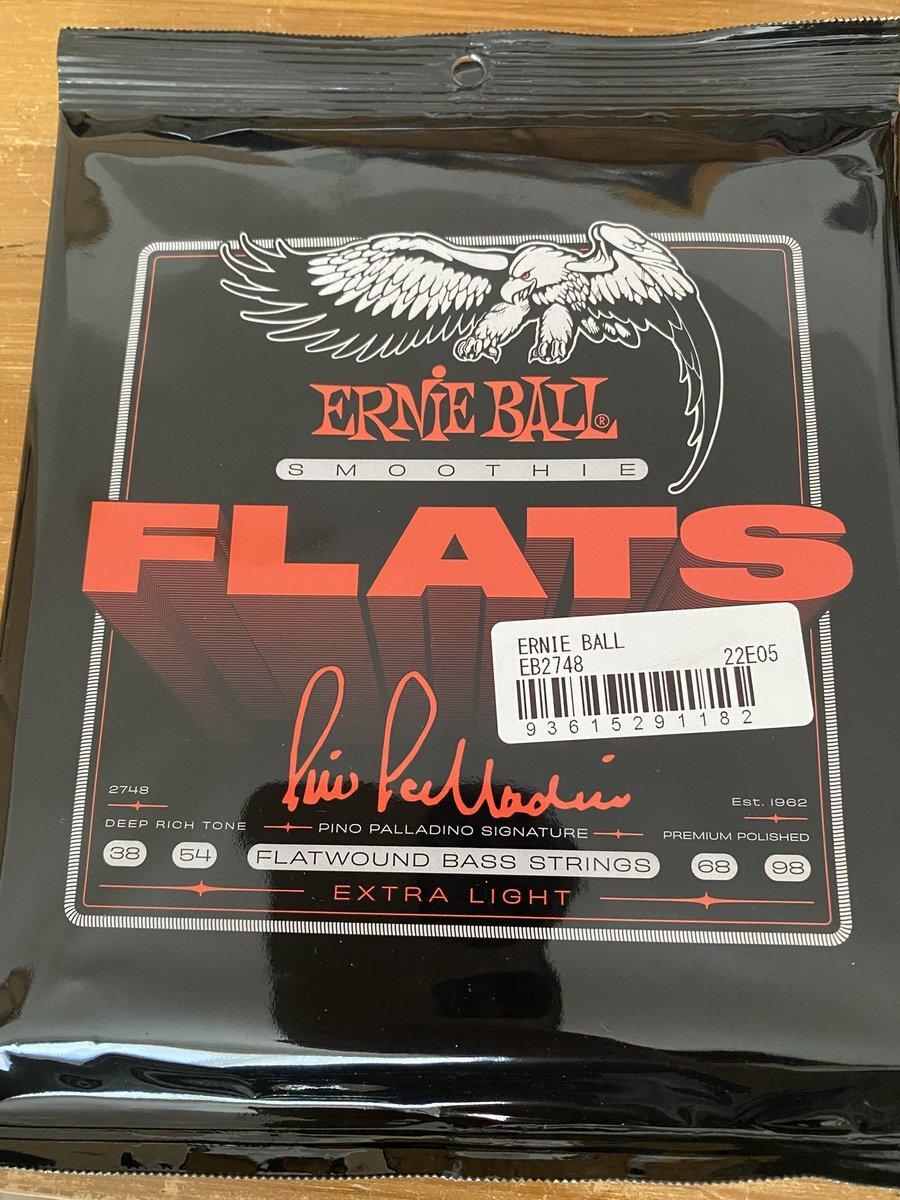 ERNIE BALL®
SMOOTHIE
FLATS
ERNIE BALL
EB2748 22E05
93615291182
Pino Palladino
2748
Est. 1962
DEEP RICH TONE
PINO PALLADINO SIGNATURE
PREMIUM POLISHED
38 54
FLATWOUND BASS STRINGS
68 98
EXTRA LIGHT